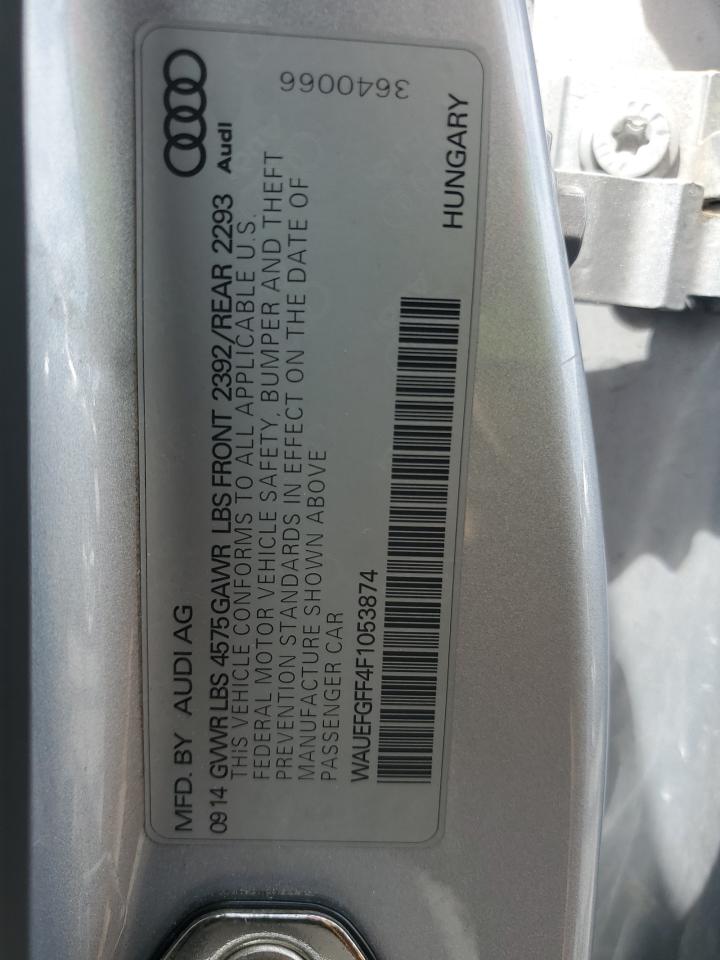 MFD. BY AUDI AG
Audi
09 14 GVWR LBS 4575 GAWR LBS FRONT 2392/REAR 2293
THIS VEHICLE CONFORMS TO ALL APPLICABLE U.S.
FEDERAL MOTOR VEHICLE SAFETY, BUMPER AND THEFT
PREVENTION STANDARDS IN EFFECT ON THE DATE OF
MANUFACTURE SHOWN ABOVE
PASSENGER CAR
3640066
WAUEFGFF4F1053874
HUNGARY